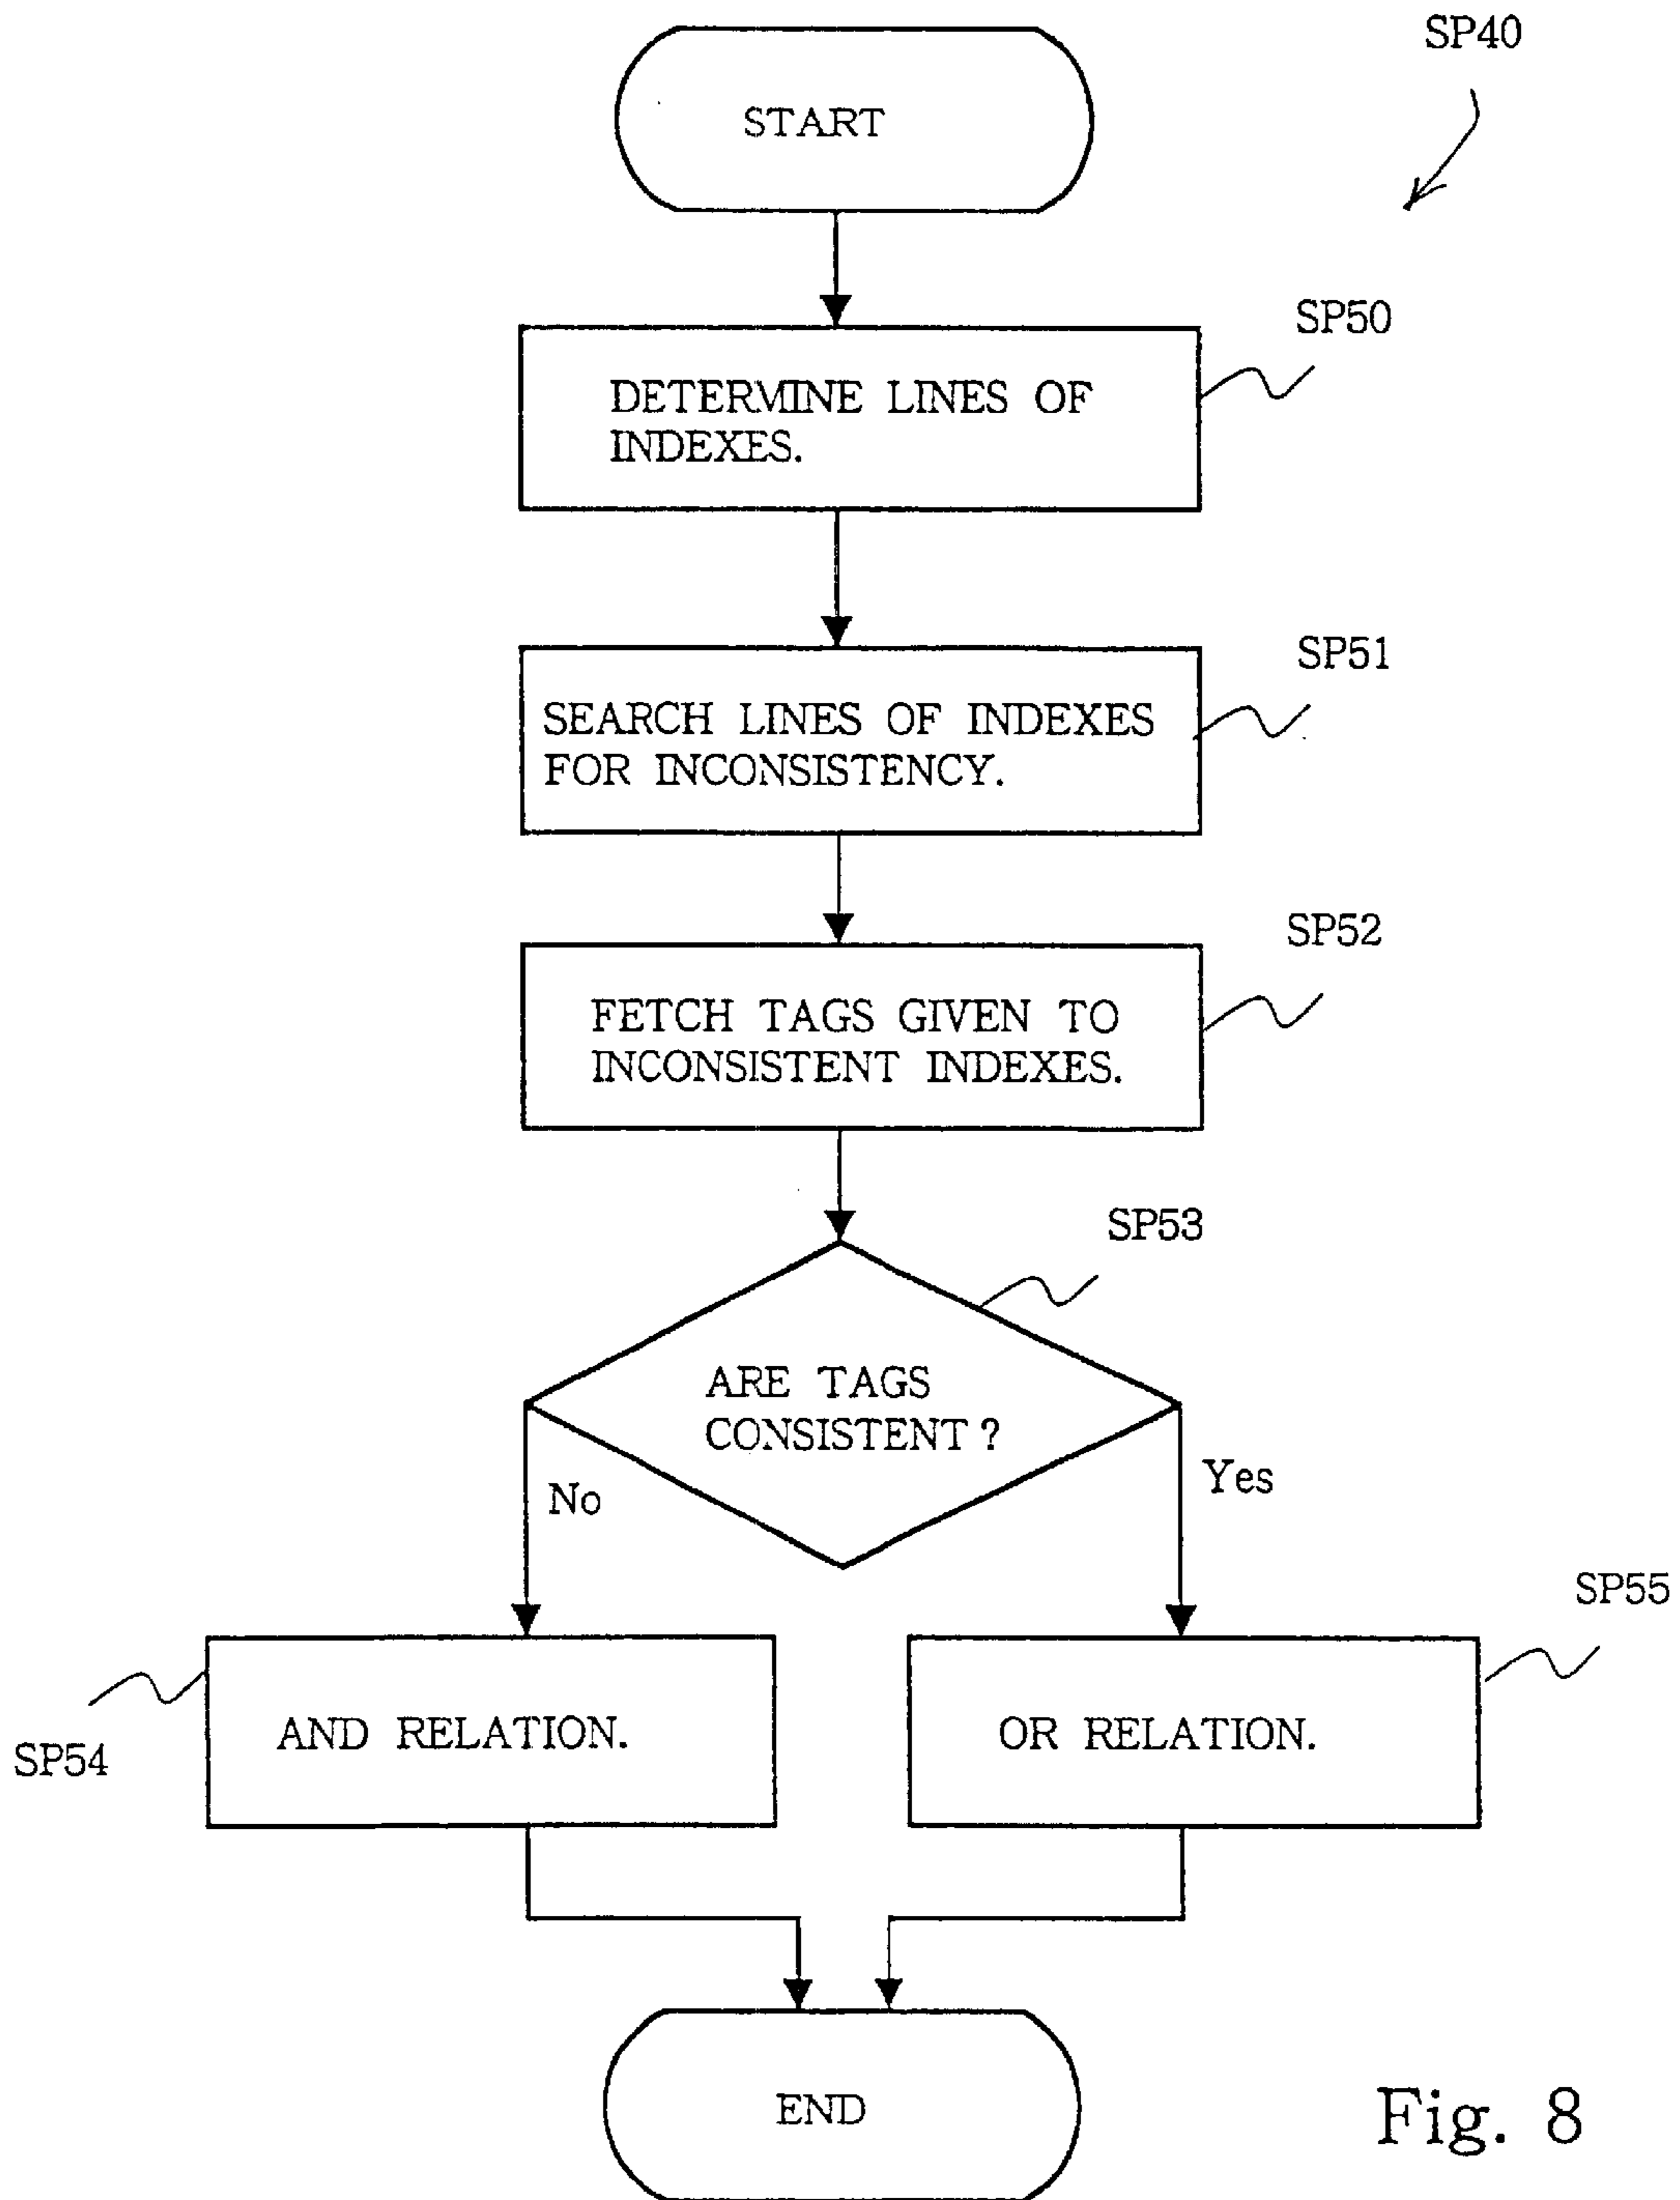 SP40
START
SP50
DETERMINE LINES OF
INDEXES.
SP51
SEARCH LINES OF INDEXES
FOR INCONSISTENCY.
SP52
FETCH TAGS GIVEN TO
INCONSISTENT INDEXES.
SP53
ARE TAGS
CONSISTENT?
No
Yes
SP55
AND RELATION.
OR RELATION.
SP54
END
Fig. 8